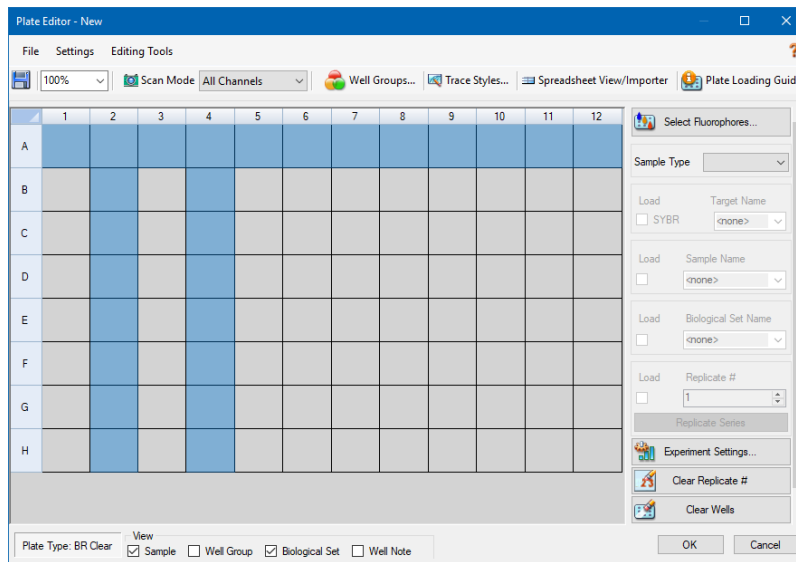 Plate Editor - New
File Settings Editing Tools
100% Scan Mode All Channels Well Groups... Trace Styles... Spreadsheet View/Importer Plate Loading Guid
1 2 3 4 5 6 7 8 9 10 11 12
A
B
C
D
E
F
G
H
Select Fluorophores...
Sample Type
Load Target Name
SYBR <none>
Load Sample Name
<none>
Load Biological Set Name
<none>
Load Replicate #
1
Replicate Series
Experiment Settings...
Clear Replicate #
Clear Wells
Plate Type: BR Clear
View
Sample Well Group Biological Set Well Note
OK Cancel